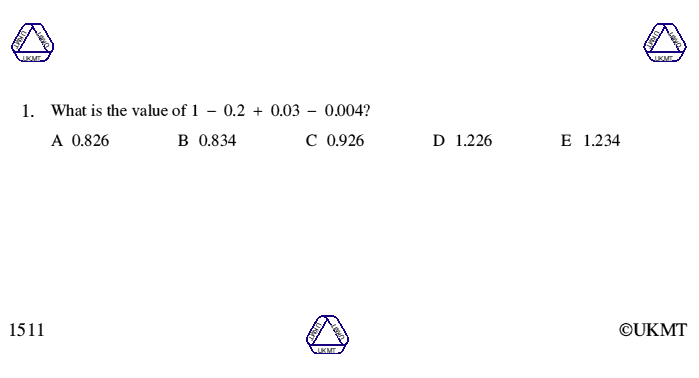 UKMT UKMT UKMT
UKMT UKMT UKMT
1. What is the value of 1 − 0.2 + 0.03 − 0.004?
A 0.826 B 0.834 C 0.926 D 1.226 E 1.234
1511
UKMT UKMT UKMT
©UKMT